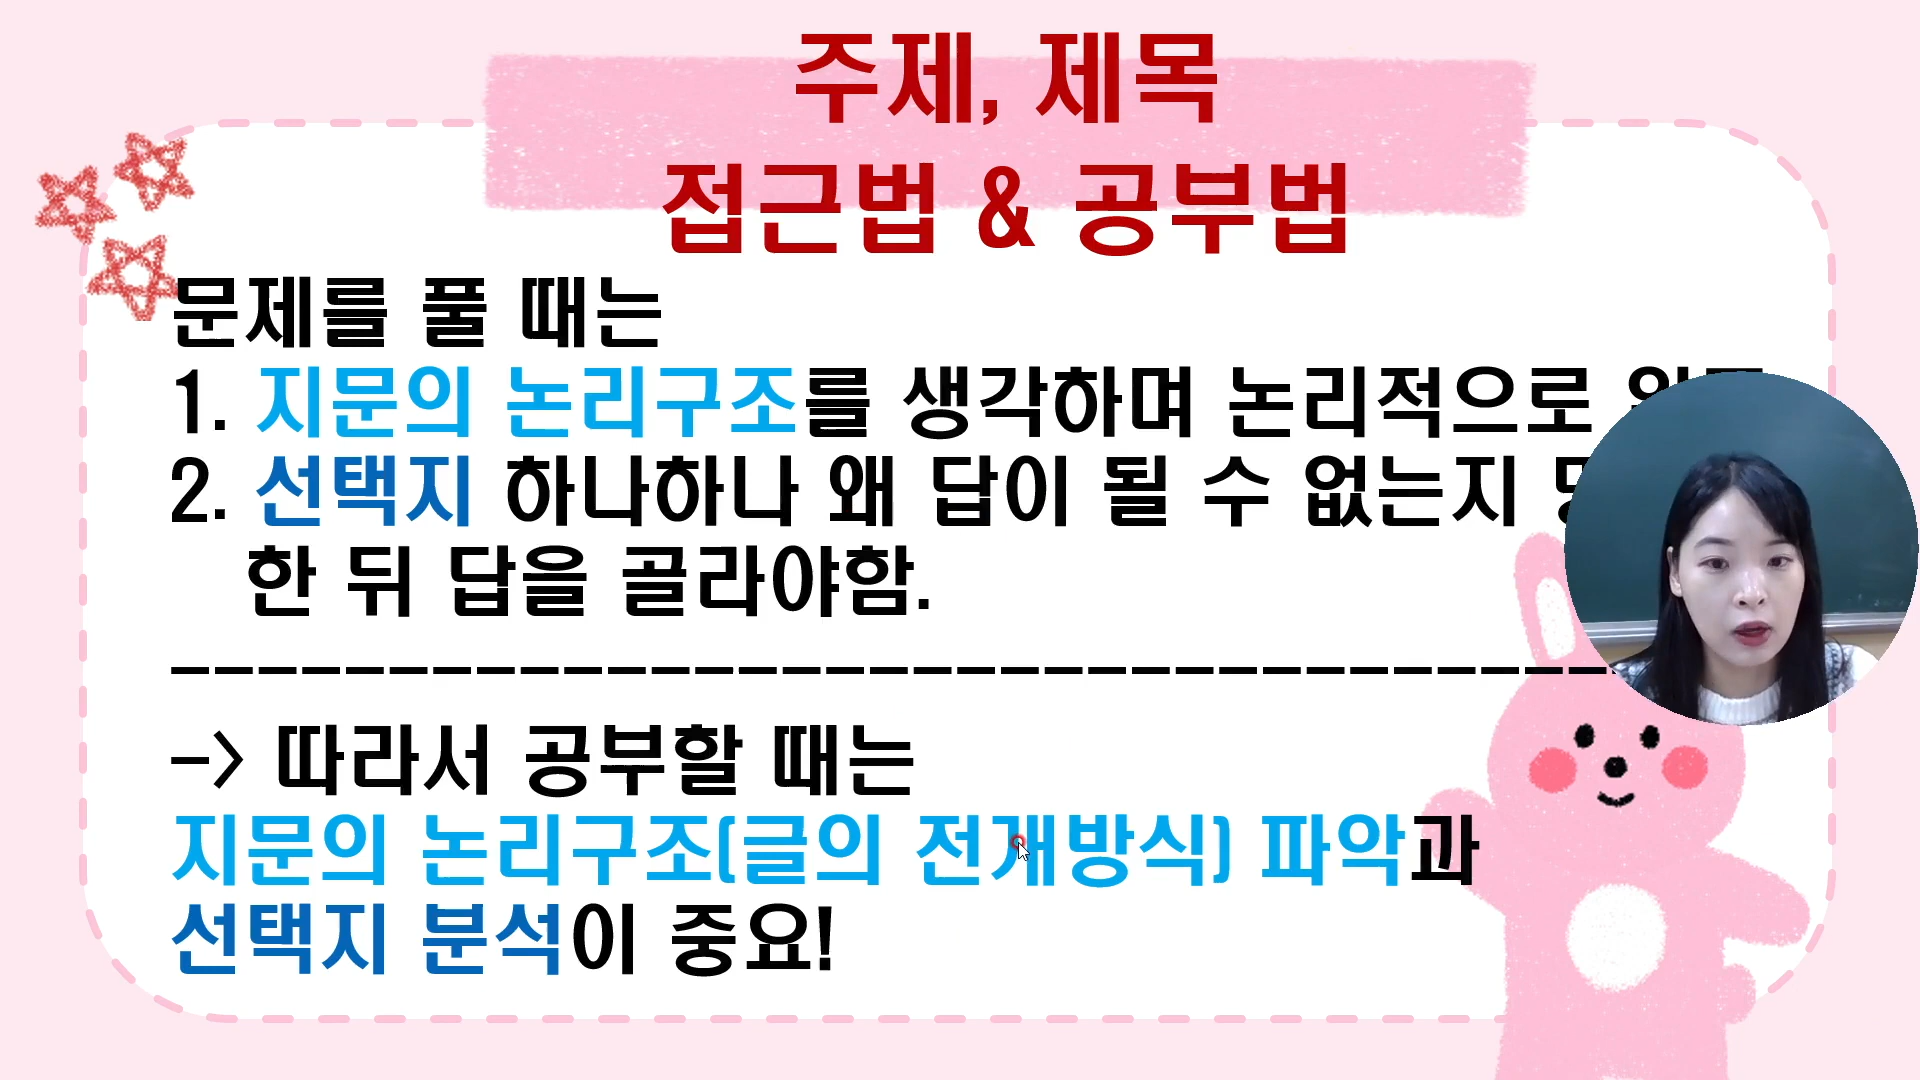 주제, 제목
접근법 & 공부법
문제를 풀 때는
1. 지문의 논리구조를 생각하며 논리적으로
2. 선택지 하나하나 왜 답이 될 수 없는지
한 뒤 답을 골라야함.
-> 따라서 공부할 때는
지문의 논리구조(글의 전개방식) 파악과
선택지 분석이 중요!